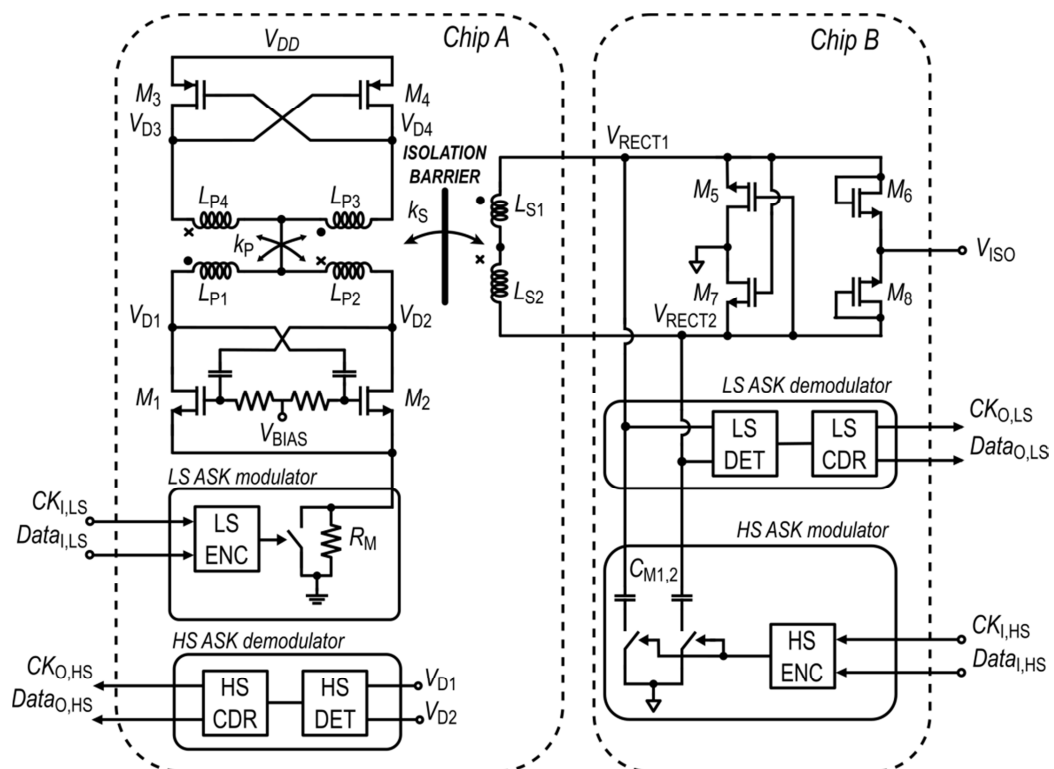 Chip A
Chip B
V_DD
M_3
M_4
V_D3
V_D4
ISOLATION
BARRIER
V_RECT1
L_P4
L_P3
k_S
L_S1
M_5
M_6
k_P
V_ISO
L_P1
L_P2
L_S2
M_7
M_8
V_D1
V_D2
V_RECT2
M_1
M_2
LS ASK demodulator
V_BIAS
CK_O,LS
LS
DET
LS
CDR
Data_O,LS
LS ASK modulator
CK_I,LS
LS
ENC
R_M
Data_I,LS
HS ASK modulator
C_M1,2
HS ASK demodulator
CK_I,HS
HS
ENC
Data_I,HS
CK_O,HS
HS
CDR
HS
DET
V_D1
Data_O,HS
V_D2